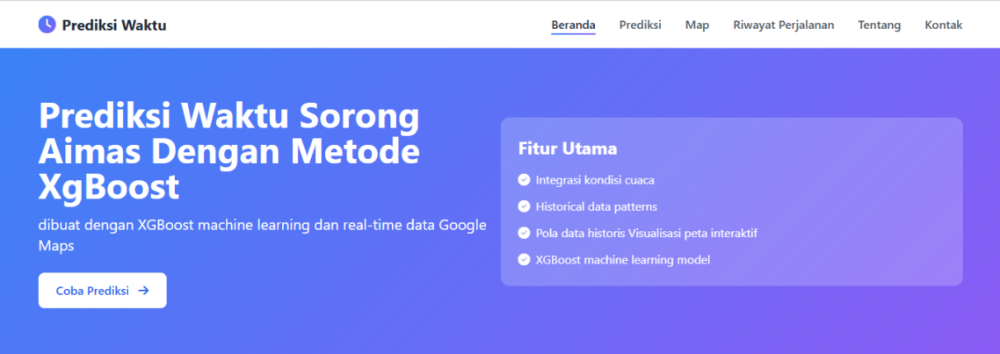 Prediksi Waktu
Beranda
Prediksi
Map
Riwayat Perjalanan
Tentang
Kontak
Prediksi Waktu Sorong
Aimas Dengan Metode
XgBoost
dibuat dengan XGBoost machine learning dan real-time data Google
Maps
Coba Prediksi
Fitur Utama
Integrasi kondisi cuaca
Historical data patterns
Pola data historis Visualisasi peta interaktif
XGBoost machine learning model